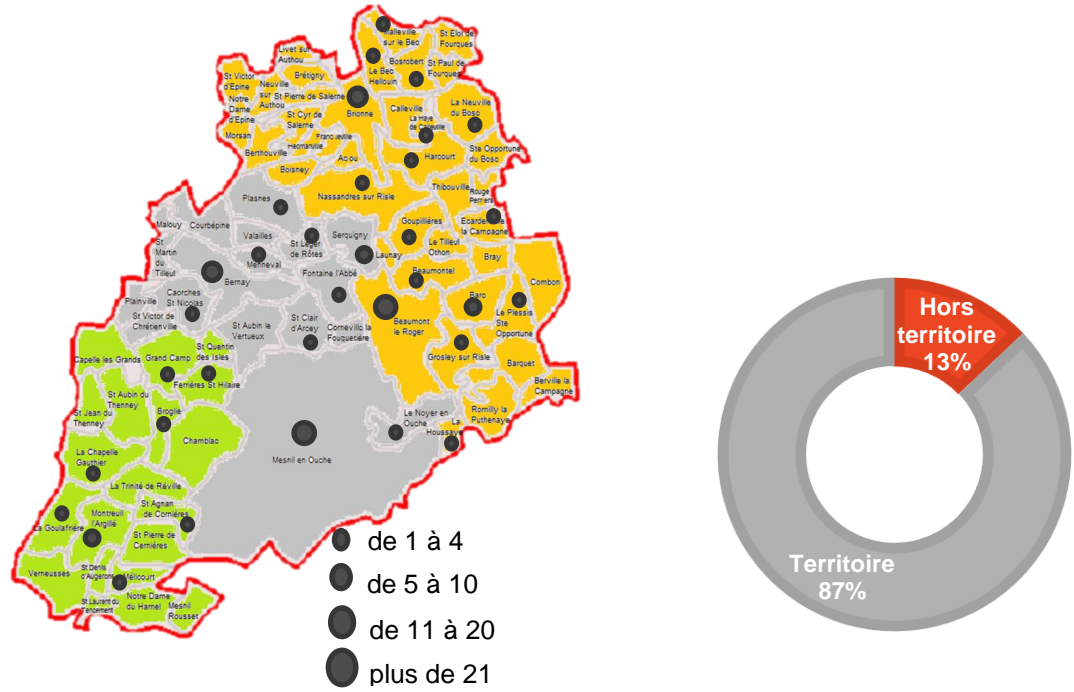 Malleville
sur le Bec
St Eloi de
Fourques
Livet sur
Authou
Bosrobert
St Paul de
Fourques
Le Bec
Hellouin
St Victor
d'Epine
Neuville
sur
Authou
Brétigny
St Pierre de Salerne
Notre
Dame
d'Epine
Brionne
Calleville
La Neuville
du Bosc
St Cyr de
Salerne
La Haye
de Calleville
Morsan
Franqueville
Hecmanville
Berthouville
Aclou
Harcourt
Ste Opportune
du Bosc
Boisney
Thibouville
Rouge
Perriers
Nassandres sur Risle
Plasnes
Goupillières
Ecardenville
la Campagne
Malouy
Courbépine
Valailles
St Léger
de Rôtes
Serquigny
Launay
Le Tilleul
Othon
Bray
St
Martin
du
Tilleul
Menneval
Fontaine l'Abbé
Beaumontel
Combon
Bernay
Plainville
Caorches
St Nicolas
Barc
Le Plessis
Ste
Opportune
St Victor de
Chrétienville
St Aubin le
Vertueux
St Clair
d'Arcey
Corneville la
Fouquetière
Beaumont
le Roger
Capelle les Grands
Grand Camp
St Quentin
des Isles
Grosley sur Risle
Barquet
Ferrières St Hilaire
Berville la
Campagne
St Aubin du
Thenney
St Jean du
Thenney
Broglie
Chamblac
Le Noyer en
Ouche
La
Houssaye
Romilly la
Puthenaye
La Chapelle
Gauthier
Mesnil en Ouche
La Trinité de Réville
St Agnan
de Cernières
La Goulafrière
Montreuil
l'Argillé
St Pierre de
Cernières
Verneusses
St Denis
d'Augerons
Mélicourt
St Laurent du
Tencement
Notre Dame
du Hamel
Mesnil
Rousset
de 1 à 4
de 5 à 10
de 11 à 20
plus de 21
Hors
territoire
13%
Territoire
87%